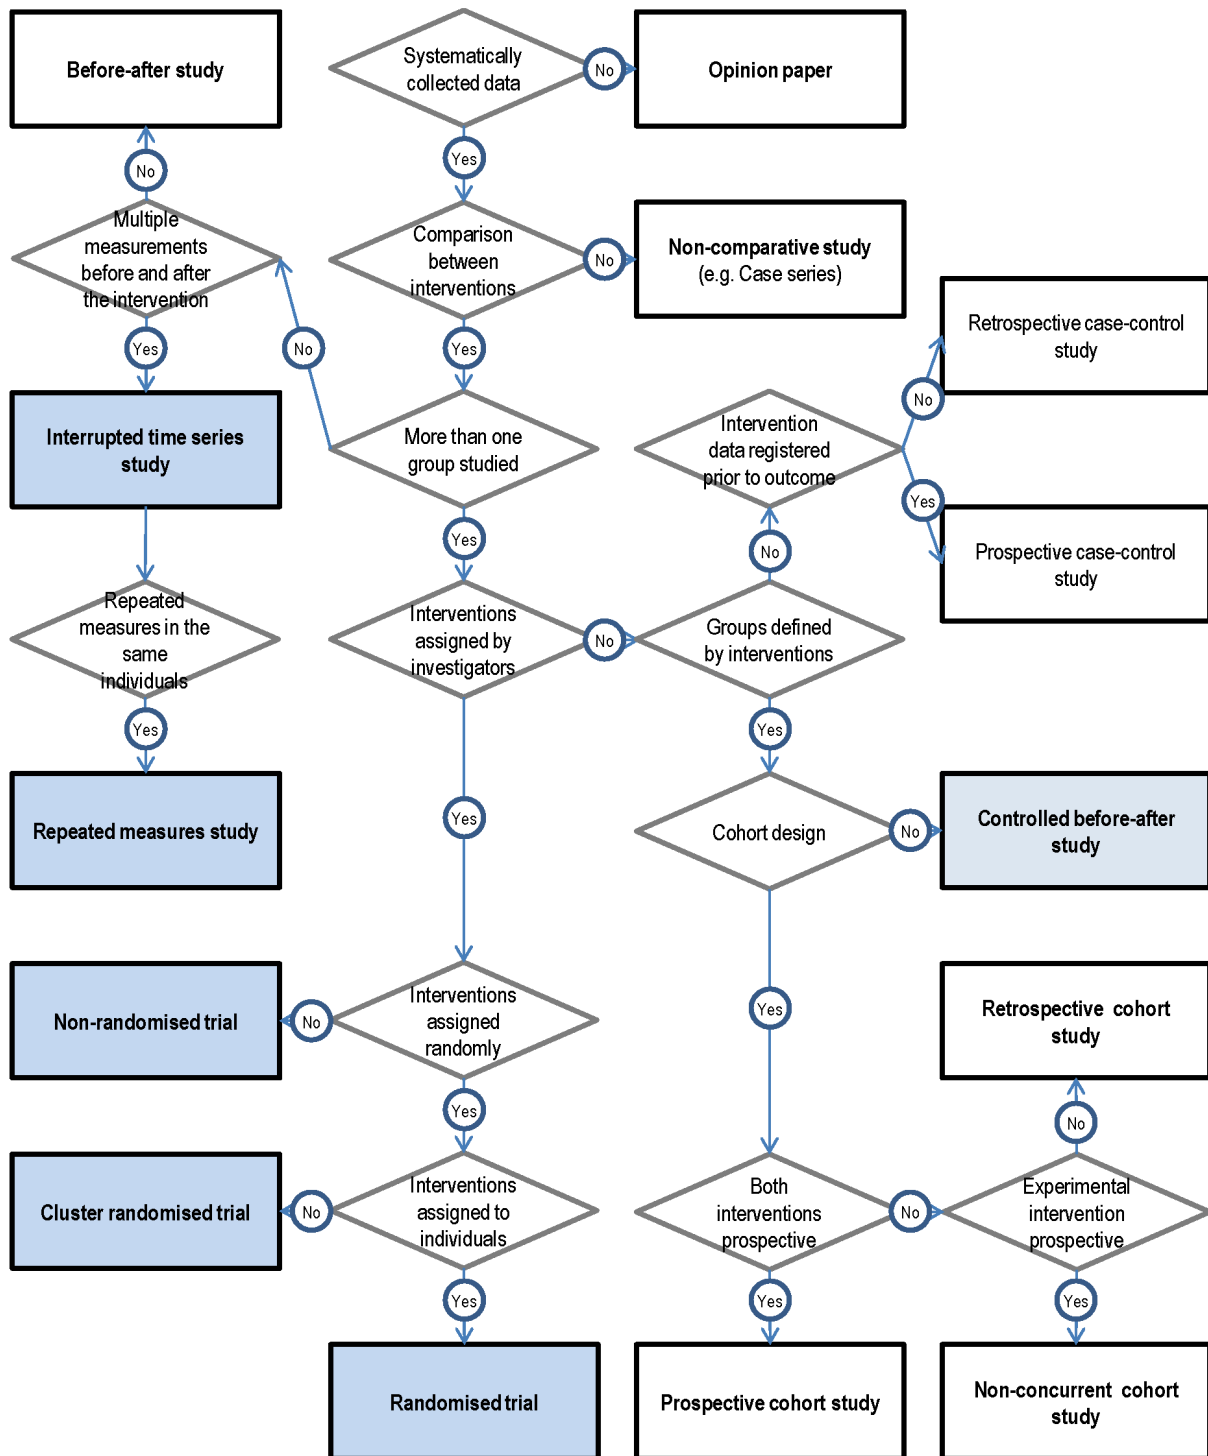 Before-after study
Systematically
collected data
No
Opinion paper
Yes
No
Multiple
measurements
before and after
the intervention
Comparison
between
interventions
No
Non-comparative study
(e.g. Case series)
Retrospective case-control
study
Yes
No
Yes
No
Interrupted time series
study
More than one
group studied
Intervention
data registered
prior to outcome
Yes
Yes
No
Prospective case-control
study
Repeated
measures in the
same
individuals
Interventions
assigned by
investigators
No
Groups defined
by interventions
Yes
Yes
Repeated measures study
Yes
Cohort design
No
Controlled before-after
study
Non-randomised trial
No
Interventions
assigned
randomly
Yes
Retrospective cohort
study
Yes
No
Cluster randomised trial
No
Interventions
assigned to
individuals
Both
interventions
prospective
No
Experimental
intervention
prospective
Yes
Yes
Yes
Randomised trial
Prospective cohort study
Non-concurrent cohort
study